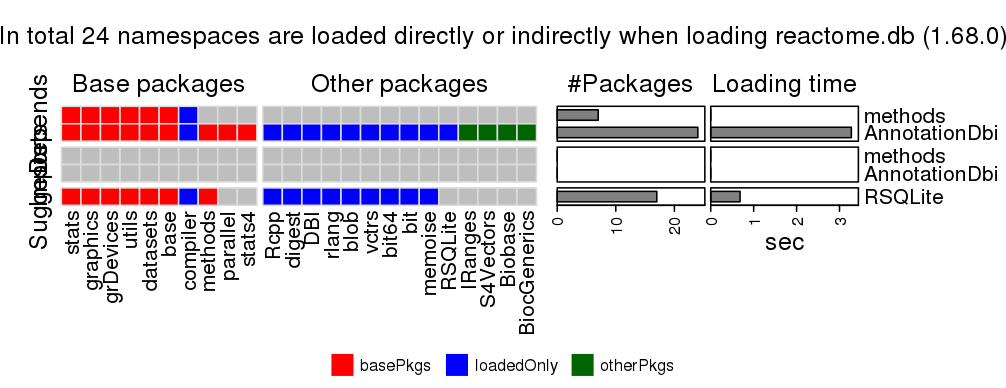 In total 24 namespaces are loaded directly or indirectly when loading reactome.db (1.68.0)
Base packages
Other packages
#Packages
Loading time
methods
AnnotationDbi
methods
AnnotationDbi
RSQLite
stats
graphics
grDevices
utils
datasets
base
compiler
methods
parallel
stats4
Rcpp
digest
DBI
rlang
blob
vctrs
bit64
bit
memoise
RSQLite
IRanges
S4Vectors
Biobase
BiocGenerics
0
10
20
0
1
2
3
sec
basePkgs
loadedOnly
otherPkgs